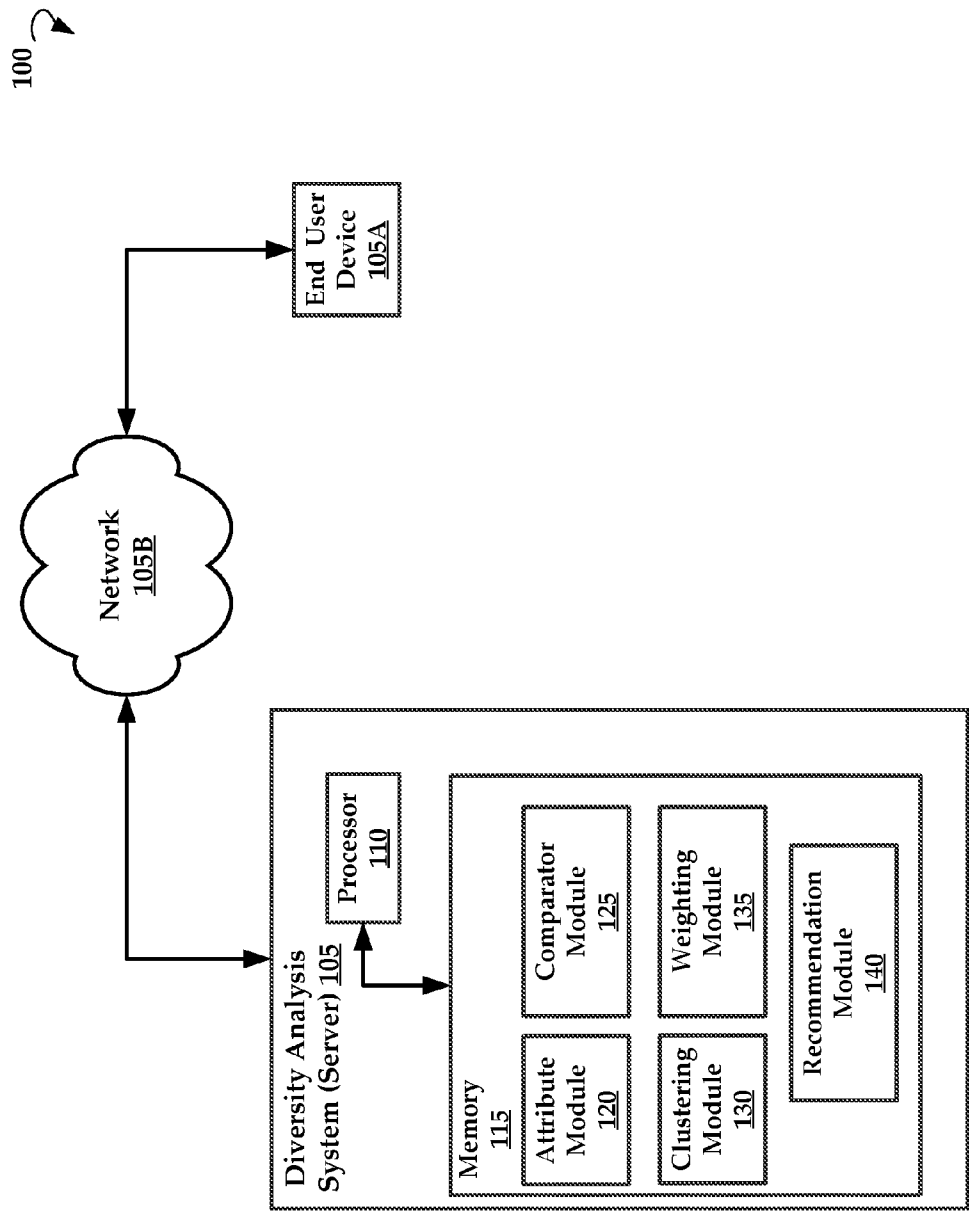 100
Network
105B
End User
Device
105A
Diversity Analysis
System (Server) 105
Processor
110
Memory
115
Attribute
Module
120
Comparator
Module
125
Clustering
Module
130
Weighting
Module
135
Recommendation
Module
140